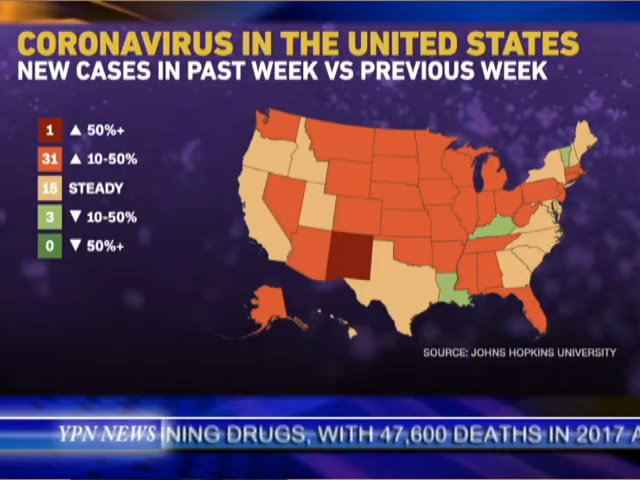 CORONAVIRUS IN THE UNITED STATES
NEW CASES IN PAST WEEK VS PREVIOUS WEEK
1 ▲ 50%+
31 ▲ 10-50%
15 STEADY
3 ▼ 10-50%
0 ▼ 50%+
SOURCE: JOHNS HOPKINS UNIVERSITY
YPN NEWS NING DRUGS, WITH 47,600 DEATHS IN 2017 A